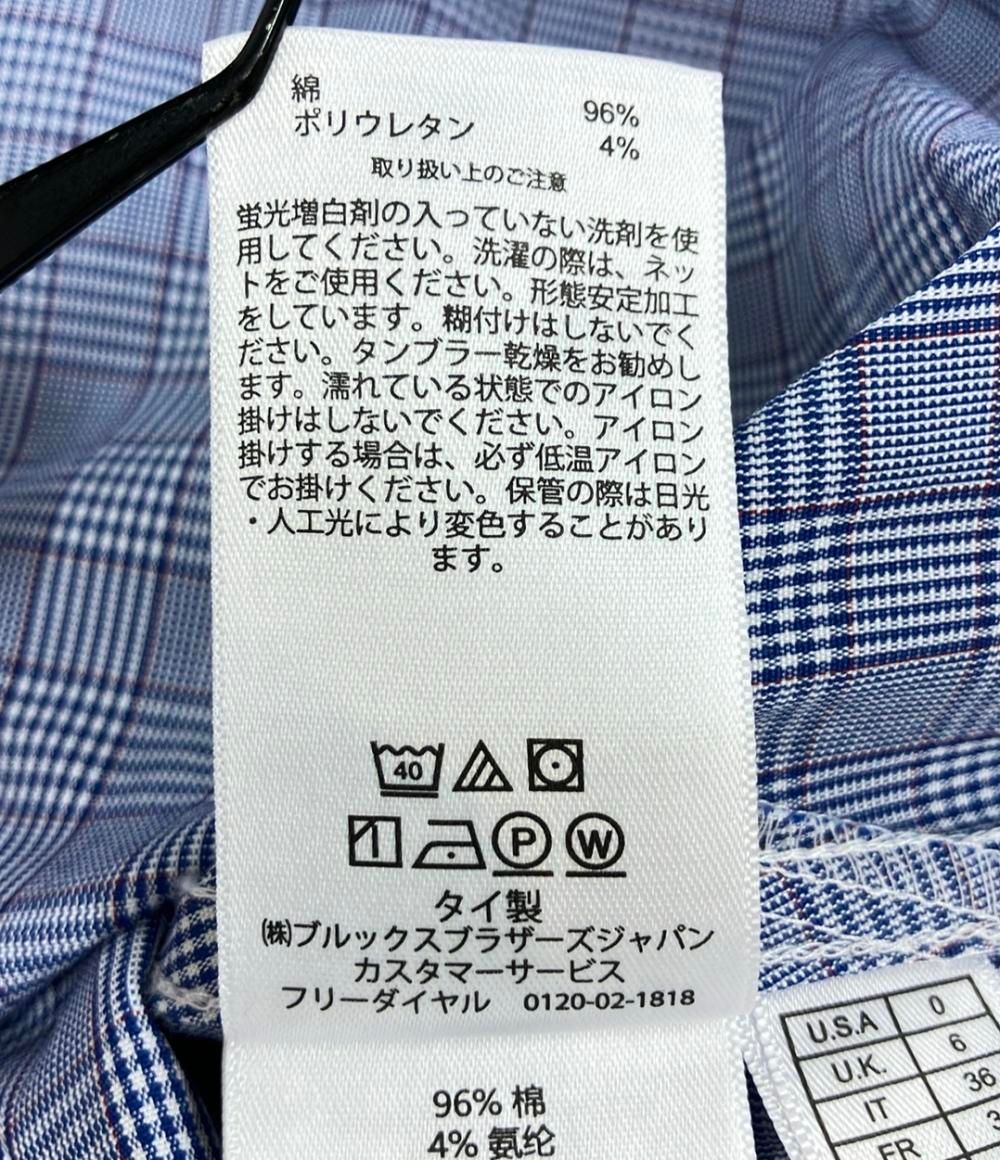 綿 96%
ポリウレタン 4%
取り扱い上のご注意
蛍光増白剤の入っていない洗剤を使
用してください。洗濯の際は、ネッ
トをご使用ください。形態安定加工
をしています。糊付けはしないでく
ださい。タンブラー乾燥をお勧めし
ます。濡れている状態でのアイロン
掛けはしないでください。アイロン
掛けする場合は、必ず低温アイロン
でお掛けください。保管の際は日光
・人工光により変色することがあり
ます。
40
P W
タイ製
㈱ブルックスブラザーズジャパン
カスタマーサービス
フリーダイヤル 0120-02-1818
96% 棉
4% 氨纶
U.S.A 0
U.K. 6
IT 36
FR